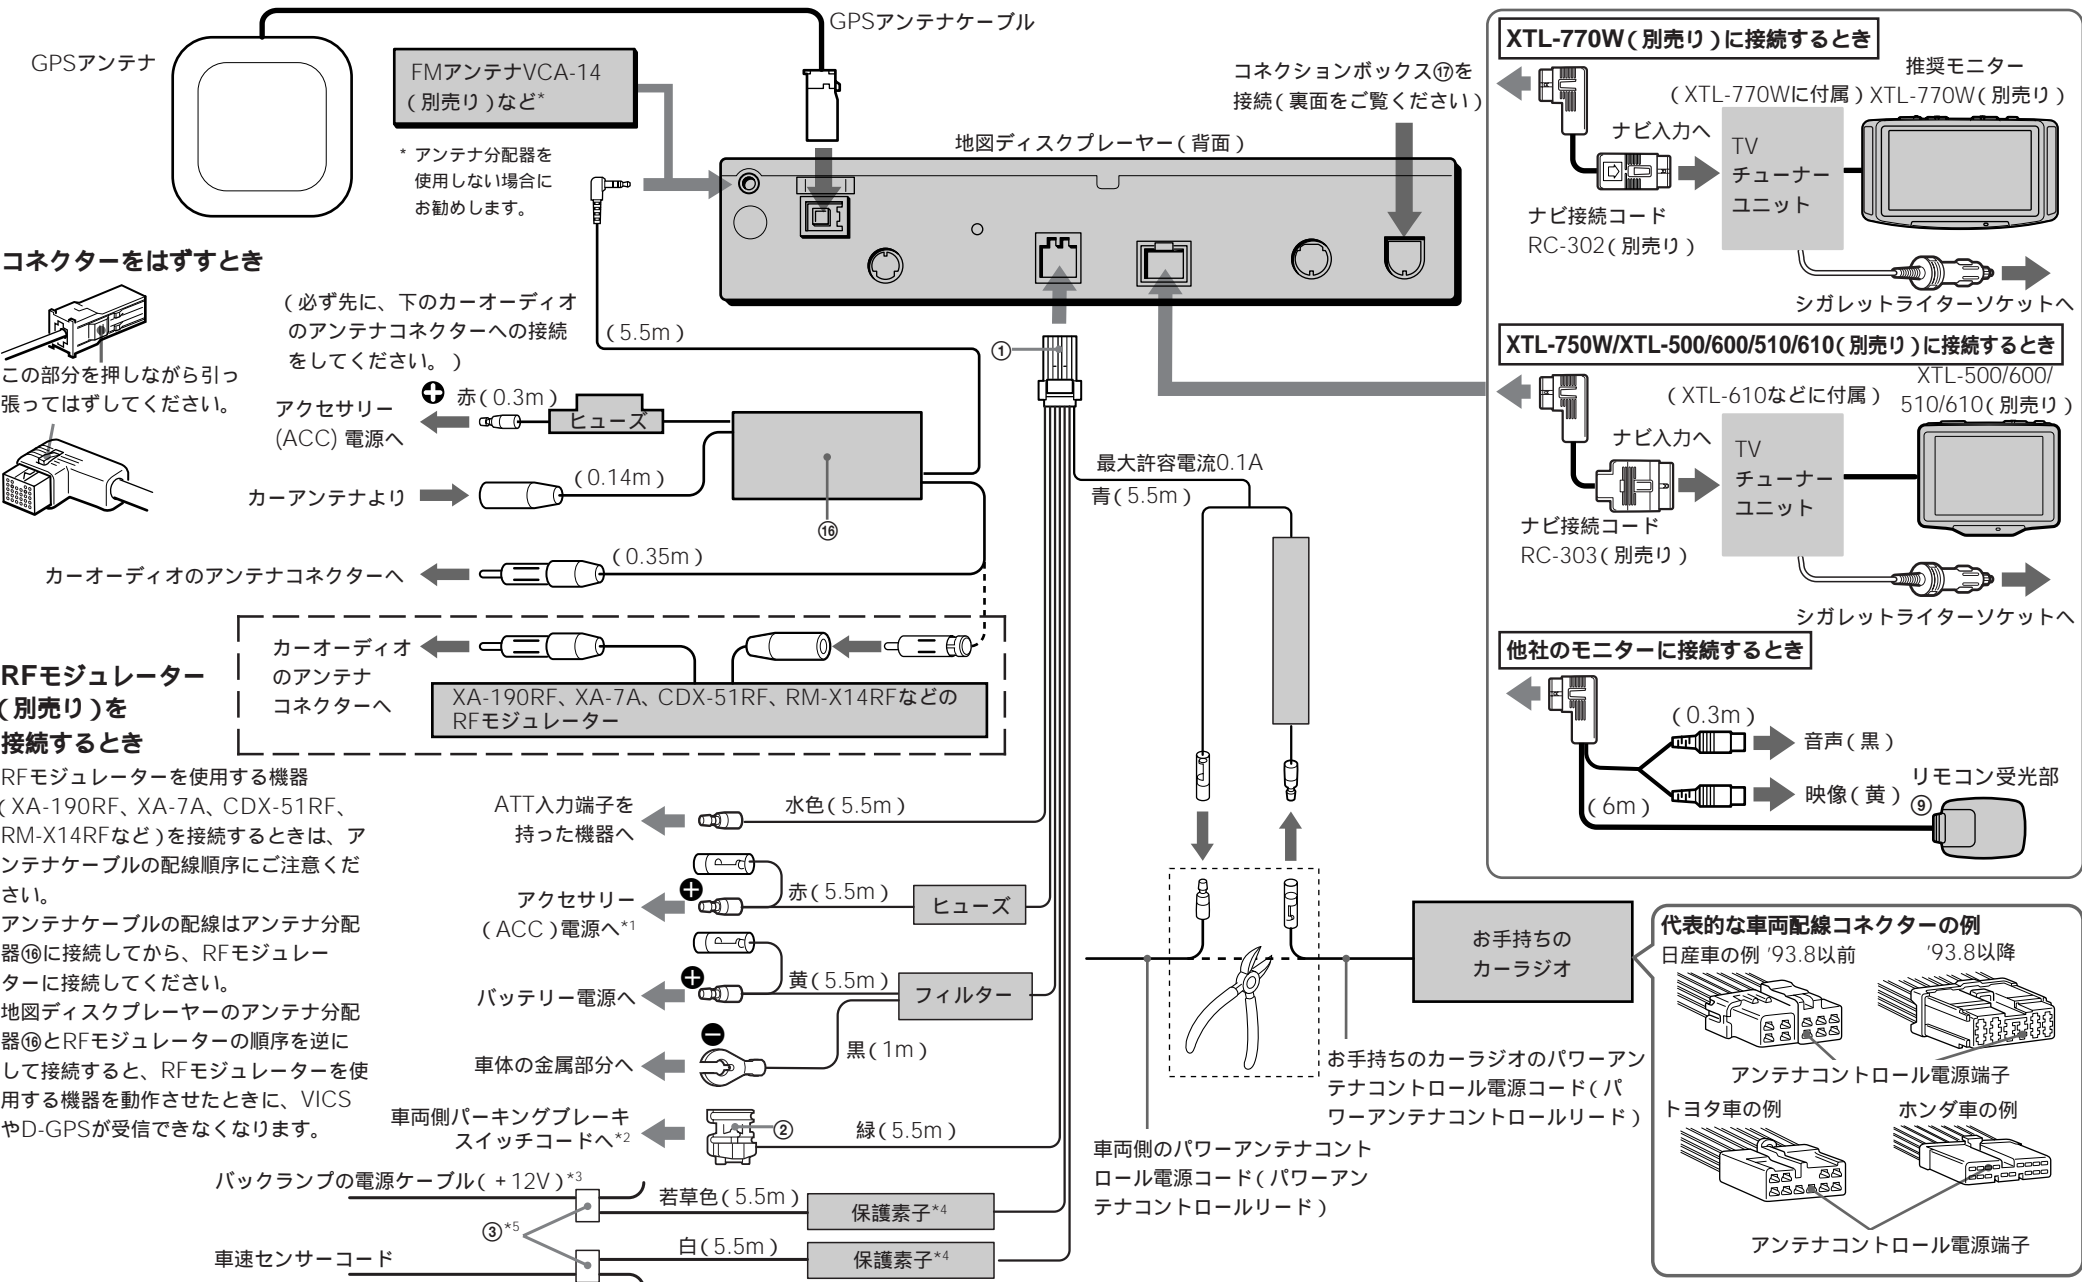 GPSアンテナケーブル
GPSアンテナ
FMアンテナVCA-14
(別売り)など*
* アンテナ分配器を
使用しない場合に
お勧めします。
コネクションボックス⑰を
接続(裏面をご覧ください)
地図ディスクプレーヤー(背面)
コネクターをはずすとき
この部分を押しながら引っ
張ってはずしてください。
(必ず先に、下のカーオーディオ
のアンテナコネクターへの接続
をしてください。)
(5.5m)
①
赤(0.3m)
ヒューズ
アクセサリー
(ACC) 電源へ
(0.14m)
カーアンテナより
⑯
(0.35m)
カーオーディオのアンテナコネクターへ
カーオーディオ
のアンテナ
コネクターへ
XA-190RF、XA-7A、CDX-51RF、RM-X14RFなどの
RFモジュレーター
RFモジュレーター
(別売り)を
接続するとき
RFモジュレーターを使用する機器
(XA-190RF、XA-7A、CDX-51RF、
RM-X14RFなど)を接続するときは、ア
ンテナケーブルの配線順序にご注意くだ
さい。
アンテナケーブルの配線はアンテナ分配
器⑯に接続してから、RFモジュレー
ターに接続してください。
地図ディスクプレーヤーのアンテナ分配
器⑯とRFモジュレーターの順序を逆に
して接続すると、RFモジュレーターを使
用する機器を動作させたときに、VICS
やD-GPSが受信できなくなります。
最大許容電流0.1A
青(5.5m)
ATT入力端子を
持った機器へ
水色(5.5m)
アクセサリー
(ACC)電源へ*1
赤(5.5m)
ヒューズ
バッテリー電源へ
黄(5.5m)
フィルター
車体の金属部分へ
黒(1m)
車両側パーキングブレーキ
スイッチコードへ*2
②
緑(5.5m)
バックランプの電源ケーブル(+12V)*3
若草色(5.5m)
保護素子*4
③*5
車速センサーコード
白(5.5m)
保護素子*4
お手持ちの
カーラジオ
お手持ちのカーラジオのパワーアン
テナコントロール電源コード(パ
ワーアンテナコントロールリード)
車両側のパワーアンテナコント
ロール電源コード(パワーアン
テナコントロールリード)
XTL-770W(別売り)に接続するとき
推奨モニター
(XTL-770Wに付属)XTL-770W(別売り)
ナビ入力へ
TV
チューナー
ユニット
ナビ接続コード
RC-302(別売り)
シガレットライターソケットへ
XTL-750W/XTL-500/600/510/610(別売り)に接続するとき
XTL-500/600/
510/610(別売り)
(XTL-610などに付属)
ナビ入力へ
TV
チューナー
ユニット
ナビ接続コード
RC-303(別売り)
シガレットライターソケットへ
他社のモニターに接続するとき
(0.3m)
音声(黒)
映像(黄)
(6m)
リモコン受光部
⑨
代表的な車両配線コネクターの例
日産車の例 '93.8以前
'93.8以降
アンテナコントロール電源端子
トヨタ車の例
ホンダ車の例
アンテナコントロール電源端子